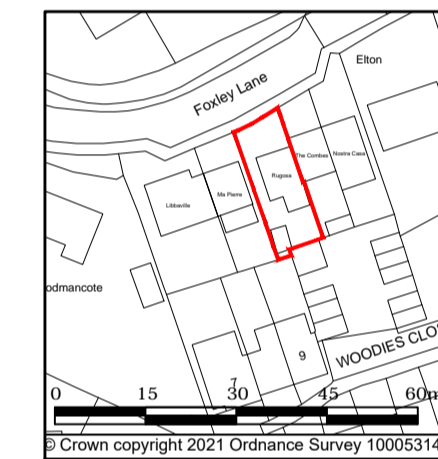 Elton
Foxley Lane
The Combes
Nostra Casa
Rugosa
Ma Pierre
Libbaville
odmancote
7
9
WOODIES CLO
0 15 30 45 60m
© Crown copyright 2021 Ordnance Survey 10005314